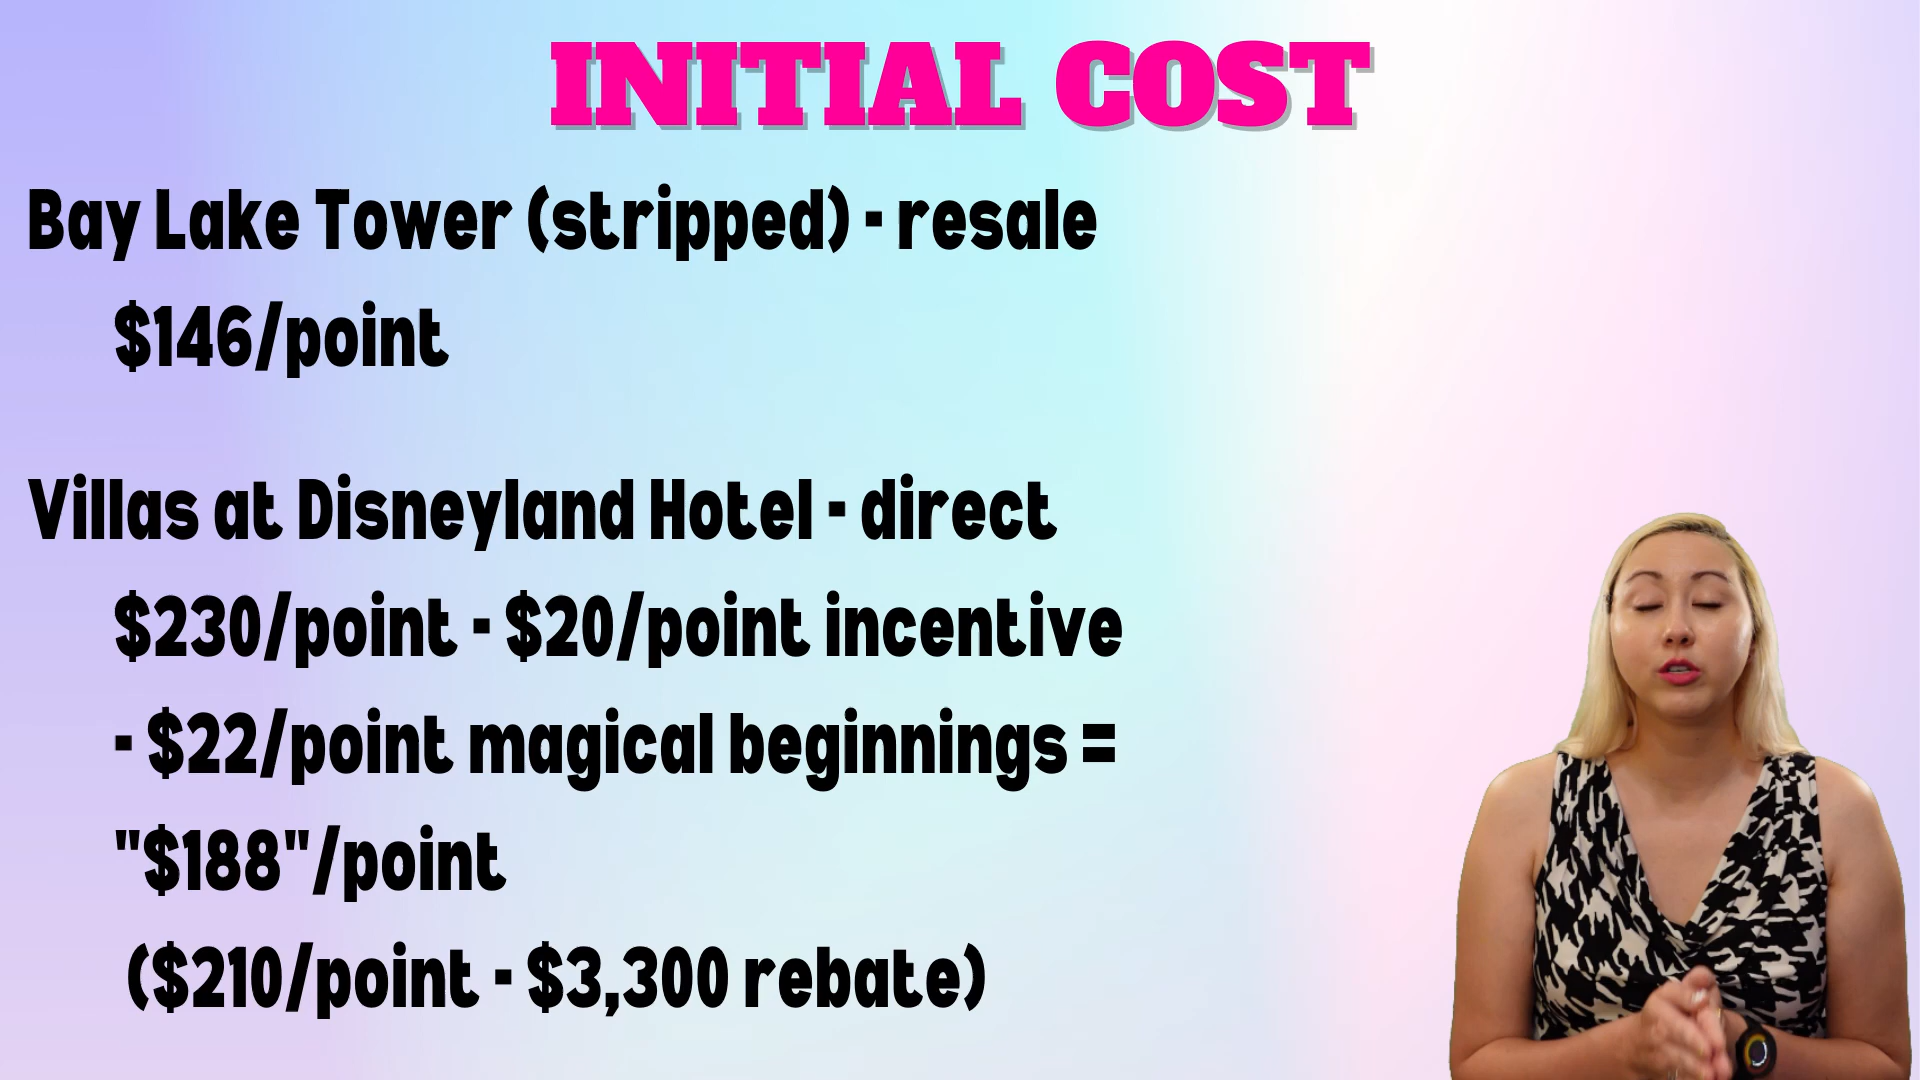 INITIAL COST
Bay Lake Tower (stripped) - resale
$146/point
Villas at Disneyland Hotel - direct
$230/point - $20/point incentive
- $22/point magical beginnings =
"$188"/point
($210/point - $3,300 rebate)